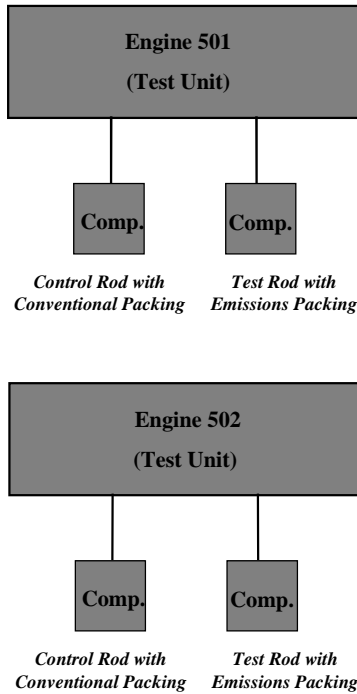 Engine 501
(Test Unit)
Comp.
Comp.
Control Rod with
Conventional Packing
Test Rod with
Emissions Packing
Engine 502
(Test Unit)
Comp.
Comp.
Control Rod with
Conventional Packing
Test Rod with
Emissions Packing